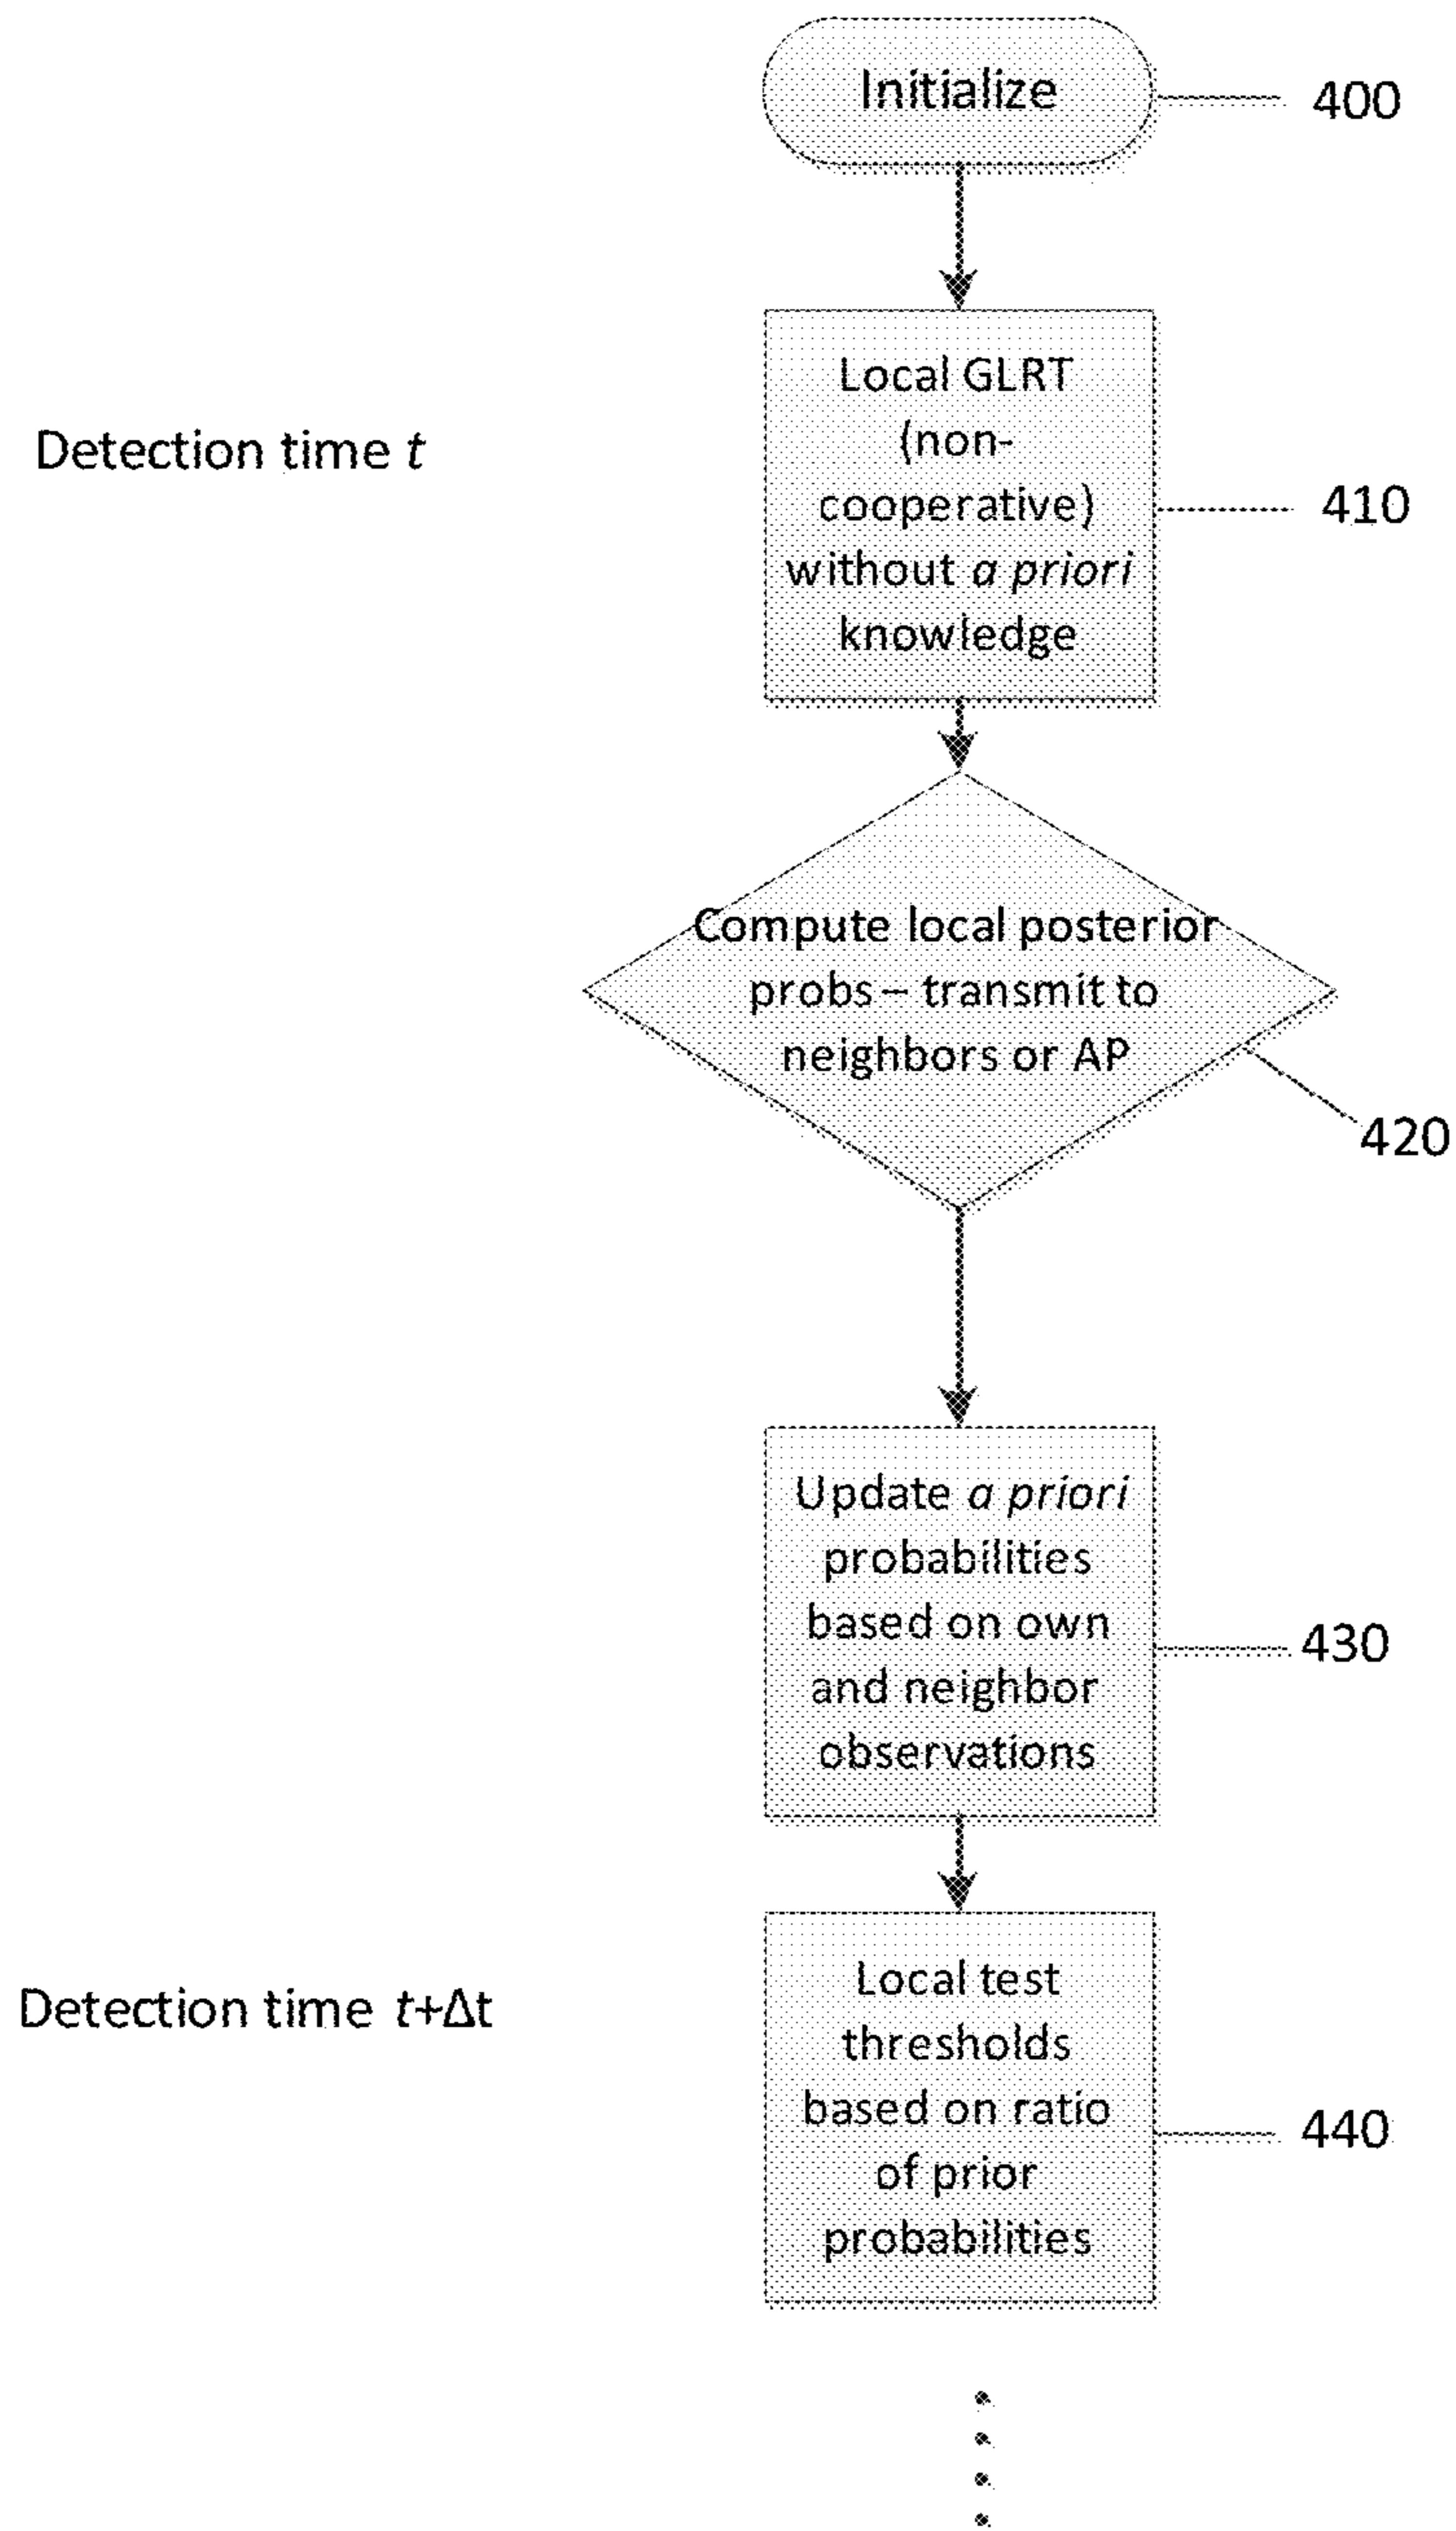 Initialize
400
Detection time t
Local GLRT
(non-
cooperative)
without a priori
knowledge
410
Compute local posterior
probs – transmit to
neighbors or AP
420
Update a priori
probabilities
based on own
and neighbor
observations
430
Detection time t+Δt
Local test
thresholds
based on ratio
of prior
probabilities
440